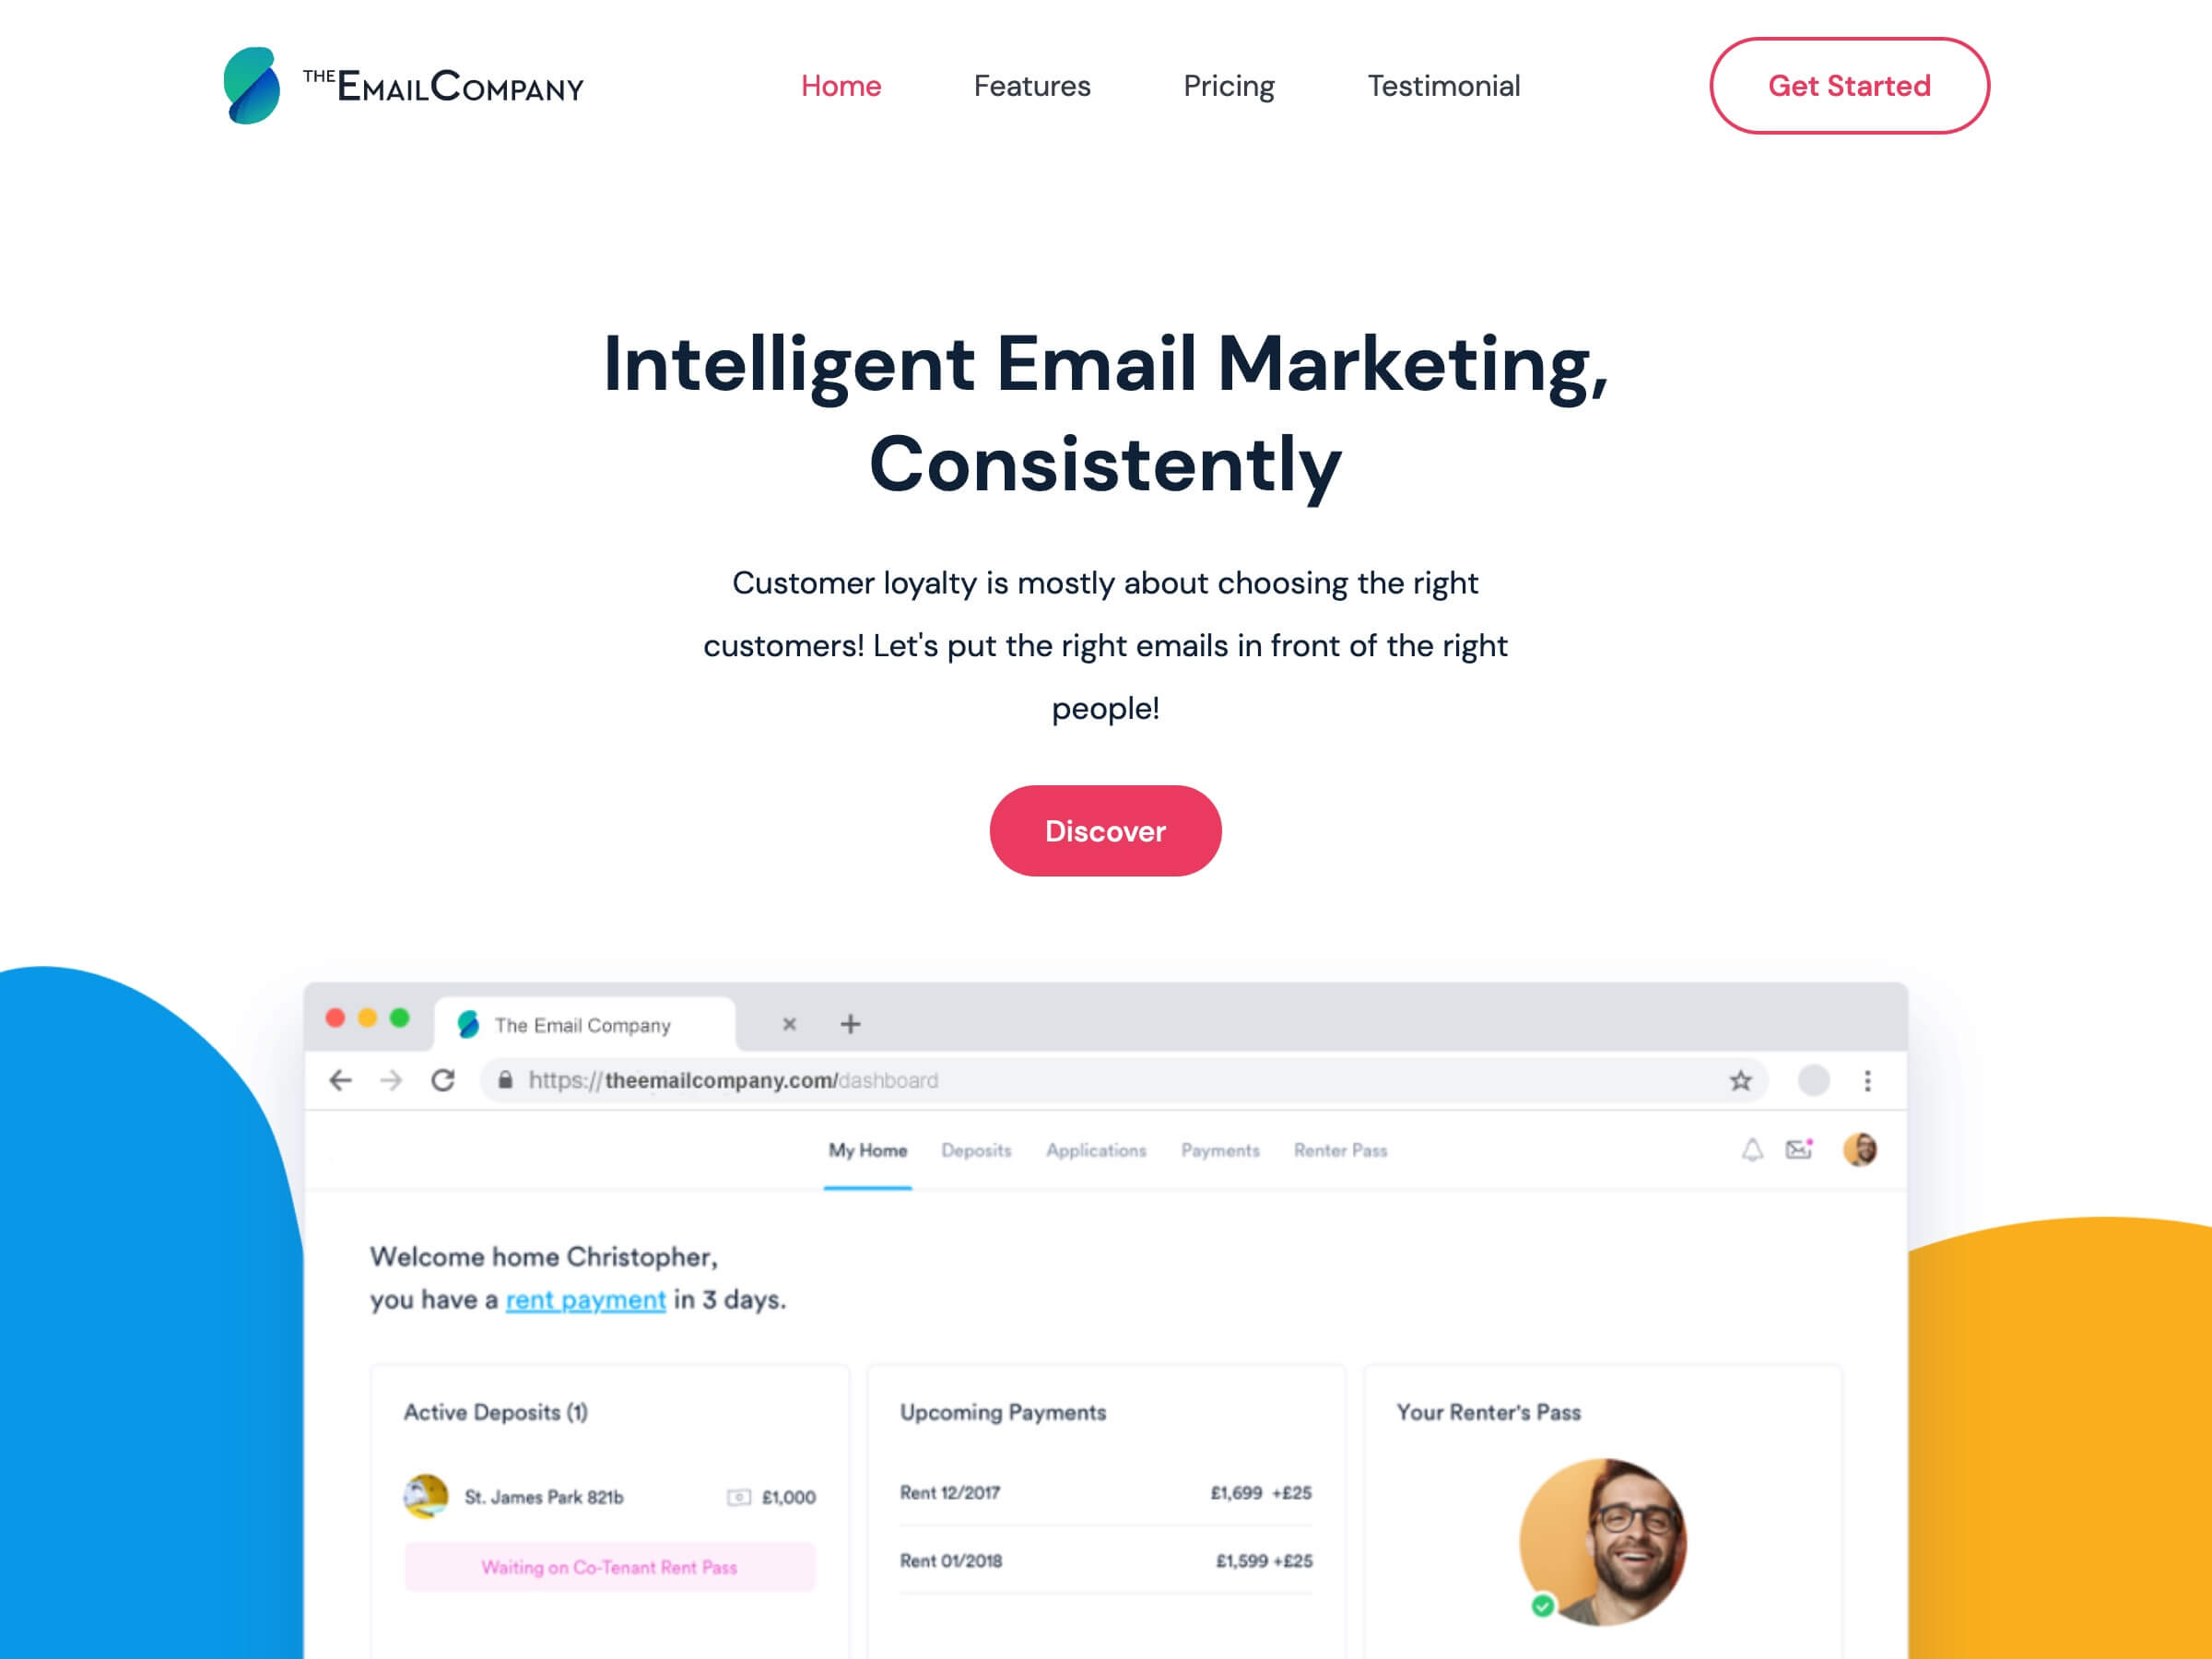 THE EMAILCOMPANY
Home Features Pricing Testimonial Get Started
Intelligent Email Marketing,
Consistently
Customer loyalty is mostly about choosing the right
customers! Let's put the right emails in front of the right
people!
Discover
The Email Company
https://theemailcompany.com/dashboard
My Home Deposits Applications Payments Renter Pass
Welcome home Christopher,
you have a rent payment in 3 days.
Active Deposits (1)
St. James Park 821b £1,000
Waiting on Co-Tenant Rent Pass
Upcoming Payments
Rent 12/2017 £1,699 +£25
Rent 01/2018 £1,599 +£25
Your Renter's Pass